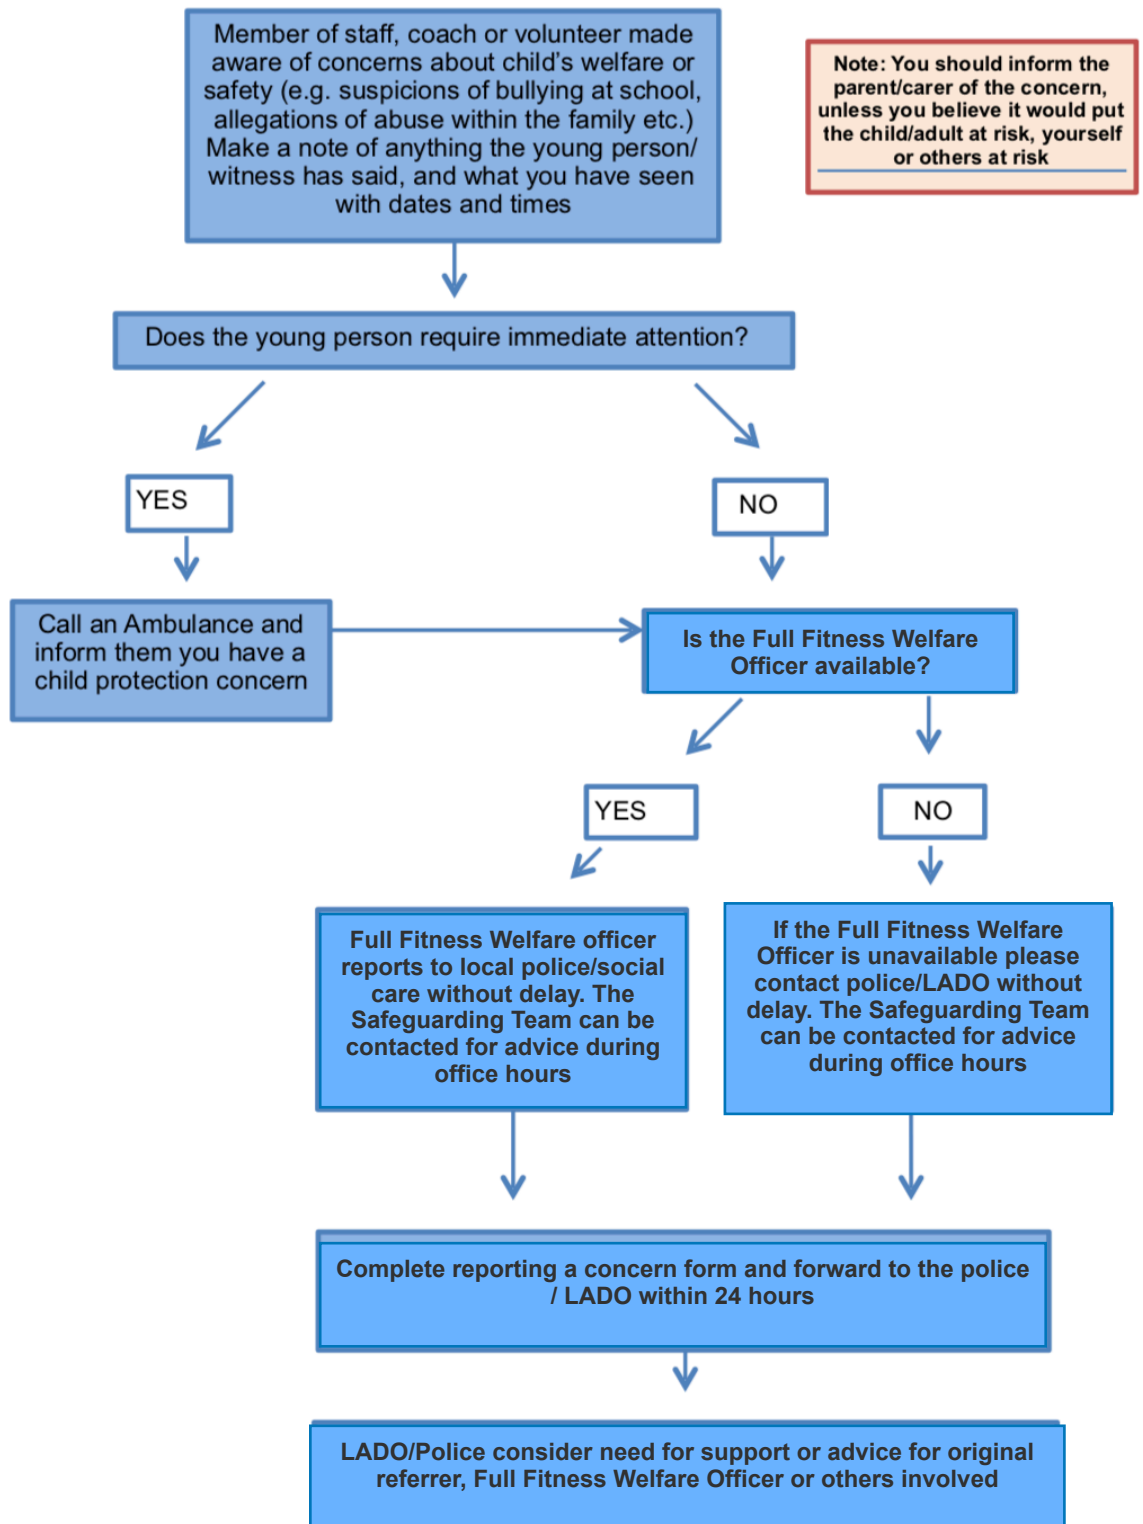 Member of staff, coach or volunteer made
aware of concerns about child's welfare or
safety (e.g. suspicions of bullying at school,
allegations of abuse within the family etc.)
Make a note of anything the young person/
witness has said, and what you have seen
with dates and times
Note: You should inform the
parent/carer of the concern,
unless you believe it would put
the child/adult at risk, yourself
or others at risk
Does the young person require immediate attention?
YES
NO
Call an Ambulance and
inform them you have a
child protection concern
Is the Full Fitness Welfare
Officer available?
YES
NO
Full Fitness Welfare officer
reports to local police/social
care without delay. The
Safeguarding Team can be
contacted for advice during
office hours
If the Full Fitness Welfare
Officer is unavailable please
contact police/LADO without
delay. The Safeguarding Team
can be contacted for advice
during office hours
Complete reporting a concern form and forward to the police
/ LADO within 24 hours
LADO/Police consider need for support or advice for original
referrer, Full Fitness Welfare Officer or others involved